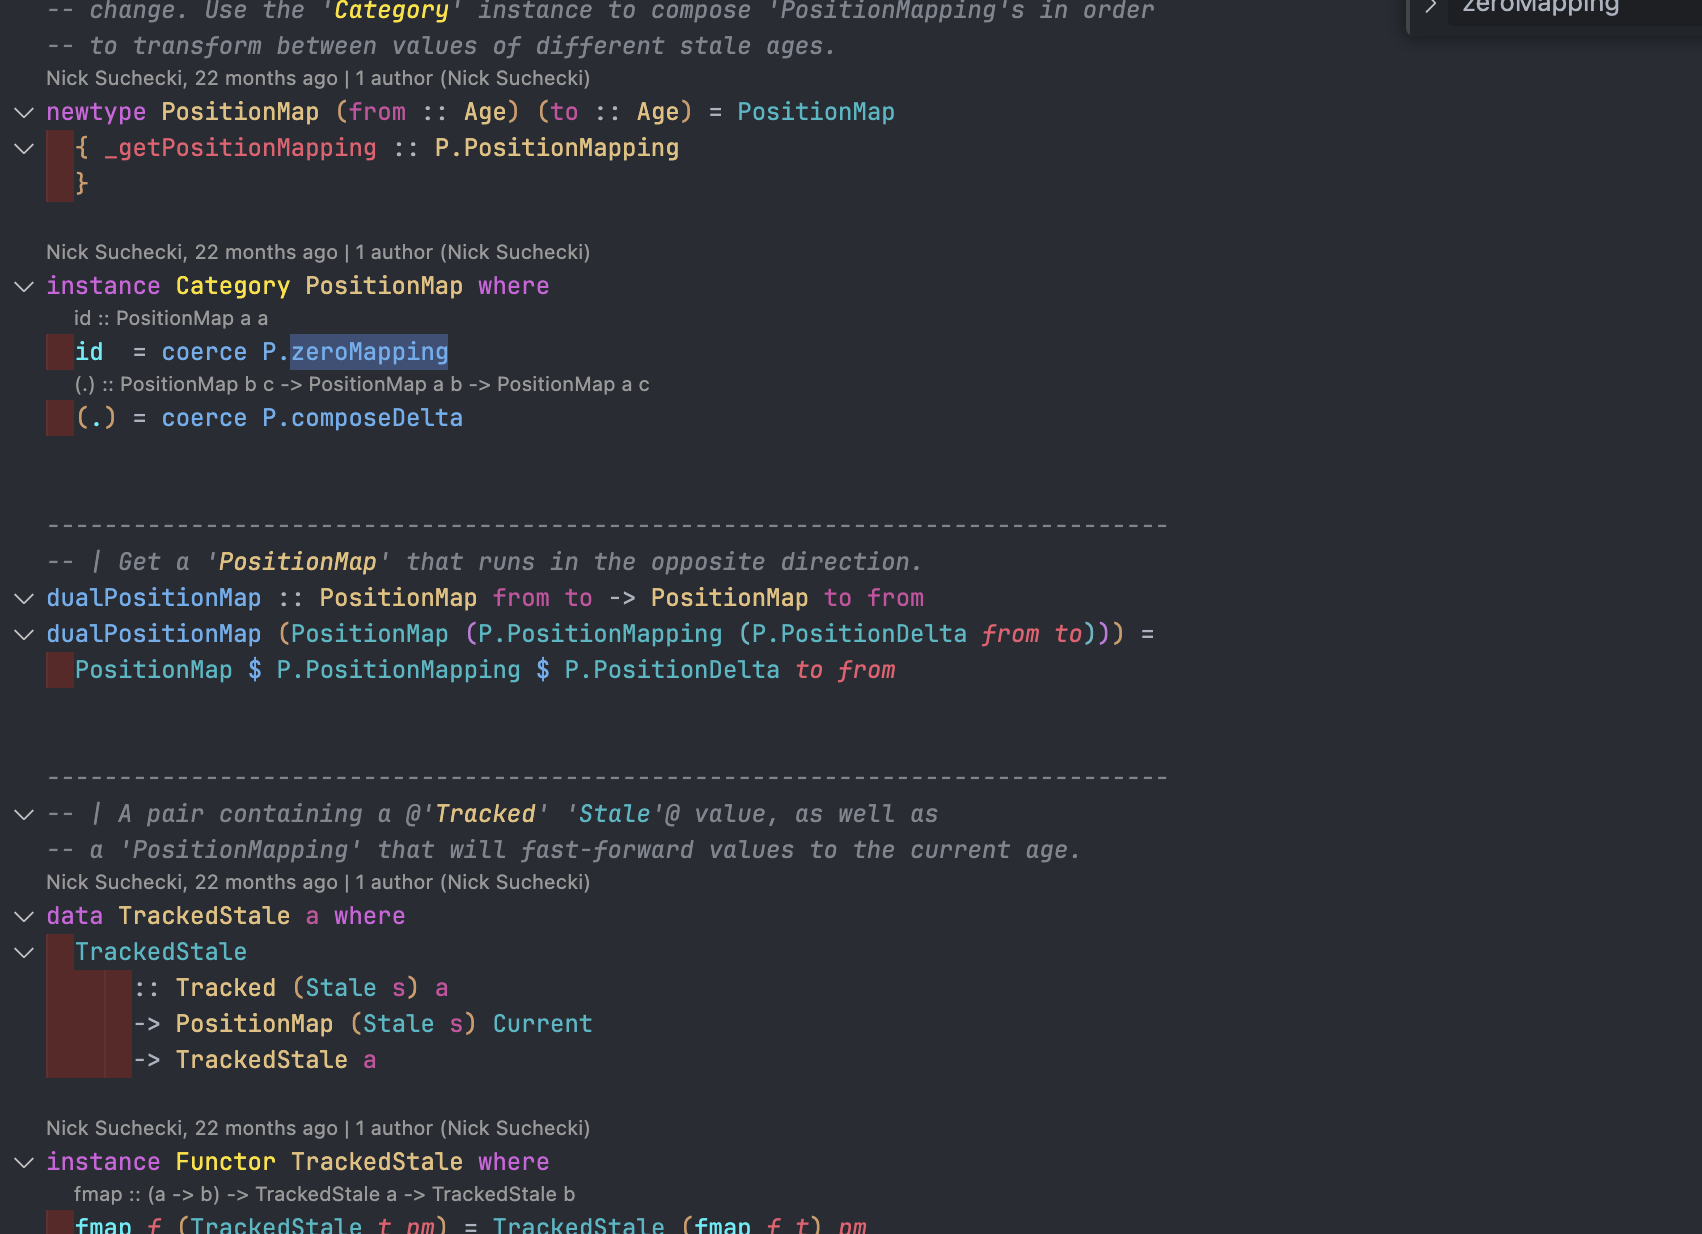 -- change. Use the 'Category' instance to compose 'PositionMapping's in order
zeroMapping
-- to transform between values of different stale ages.
Nick Suchecki, 22 months ago | 1 author (Nick Suchecki)
newtype PositionMap (from :: Age) (to :: Age) = PositionMap
{ _getPositionMapping :: P.PositionMapping
}
Nick Suchecki, 22 months ago | 1 author (Nick Suchecki)
instance Category PositionMap where
id :: PositionMap a a
id  = coerce P.zeroMapping
(.) :: PositionMap b c -> PositionMap a b -> PositionMap a c
(.) = coerce P.composeDelta
------------------------------------------------------------------------------
-- | Get a 'PositionMap' that runs in the opposite direction.
dualPositionMap :: PositionMap from to -> PositionMap to from
dualPositionMap (PositionMap (P.PositionMapping (P.PositionDelta from to))) =
PositionMap $ P.PositionMapping $ P.PositionDelta to from
------------------------------------------------------------------------------
-- | A pair containing a @'Tracked' 'Stale'@ value, as well as
-- a 'PositionMapping' that will fast-forward values to the current age.
Nick Suchecki, 22 months ago | 1 author (Nick Suchecki)
data TrackedStale a where
TrackedStale
:: Tracked (Stale s) a
-> PositionMap (Stale s) Current
-> TrackedStale a
Nick Suchecki, 22 months ago | 1 author (Nick Suchecki)
instance Functor TrackedStale where
fmap :: (a -> b) -> TrackedStale a -> TrackedStale b
fmap f (TrackedStale t pm) = TrackedStale (fmap f t) pm